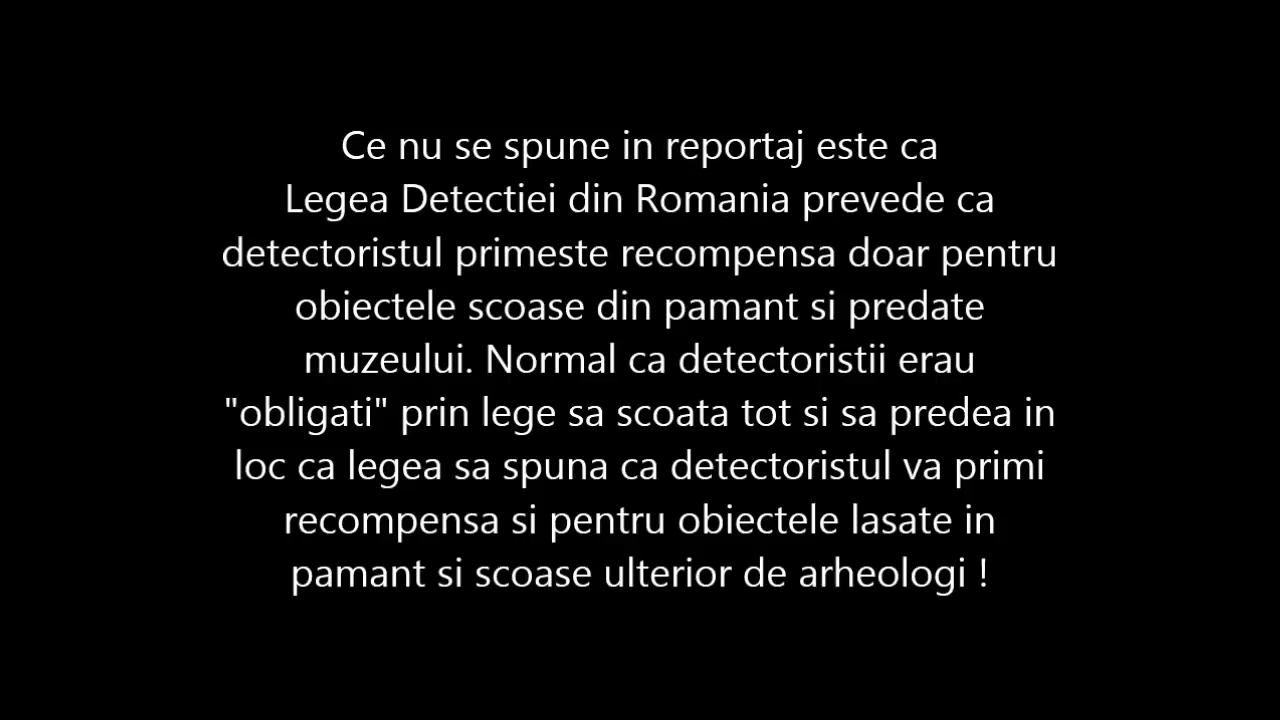 Ce nu se spune in reportaj este ca
Legea Detectiei din Romania prevede ca
detectoristul primeste recompensa doar pentru
obiectele scoase din pamant si predate
muzeului. Normal ca detectoristii erau
"obligati" prin lege sa scoata tot si sa predea in
loc ca legea sa spuna ca detectoristul va primi
recompensa si pentru obiectele lasate in
pamant si scoase ulterior de arheologi !